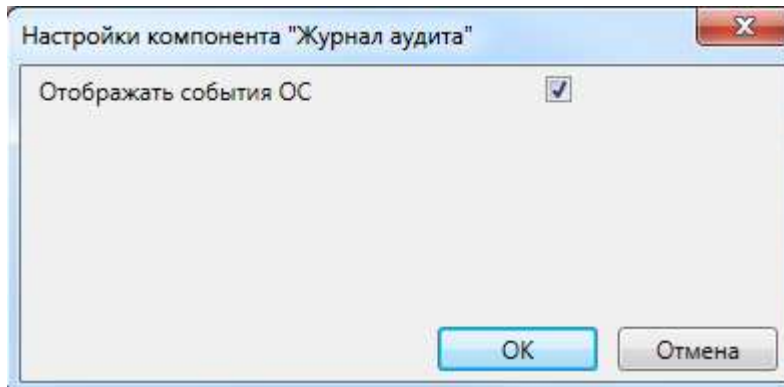 Настройки компонента "Журнал аудита"
Отображать события ОС
OK
Отмена